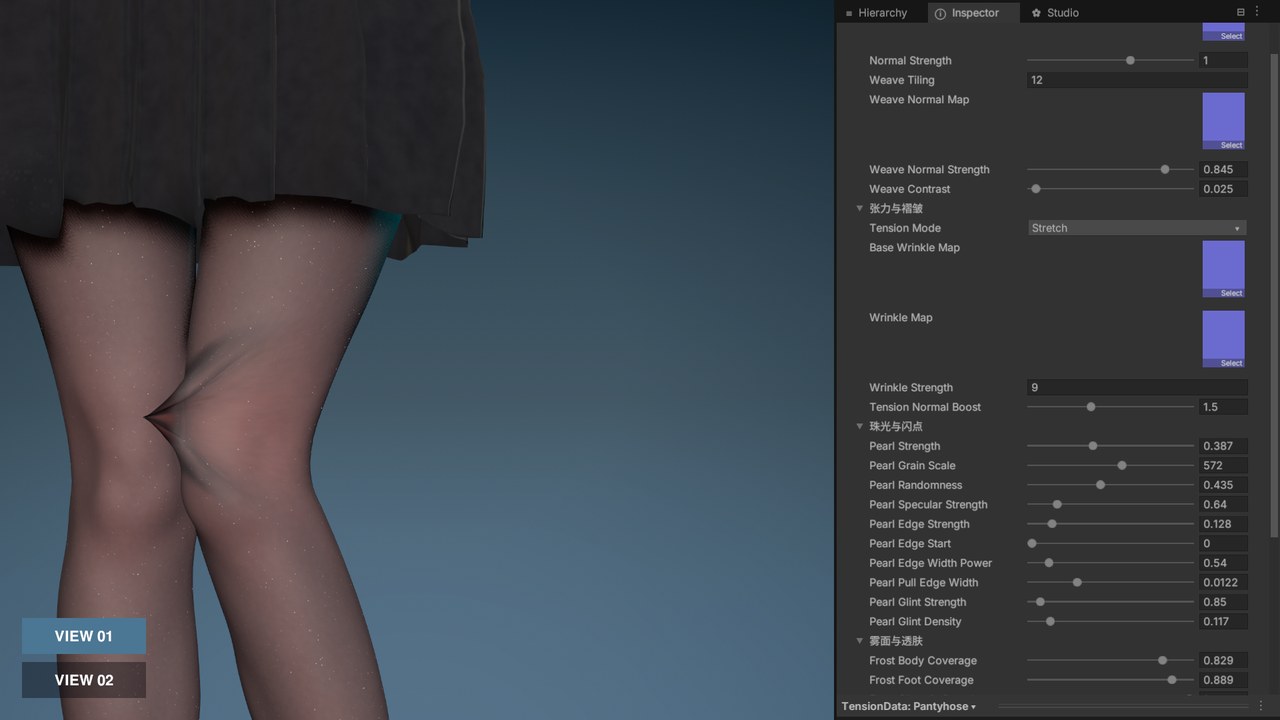 Hierarchy Inspector Studio
Select
Normal Strength 1
Weave Tiling 12
Weave Normal Map
Select
Weave Normal Strength 0.845
Weave Contrast 0.025
张力与褶皱
Tension Mode Stretch
Base Wrinkle Map
Select
Wrinkle Map
Select
Wrinkle Strength 9
Tension Normal Boost 1.5
珠光与闪点
Pearl Strength 0.387
Pearl Grain Scale 572
Pearl Randomness 0.435
Pearl Specular Strength 0.64
Pearl Edge Strength 0.128
Pearl Edge Start 0
Pearl Edge Width Power 0.54
Pearl Pull Edge Width 0.0122
Pearl Glint Strength 0.85
Pearl Glint Density 0.117
雾面与透肤
Frost Body Coverage 0.829
Frost Foot Coverage 0.889
TensionData: Pantyhose
VIEW 01
VIEW 02